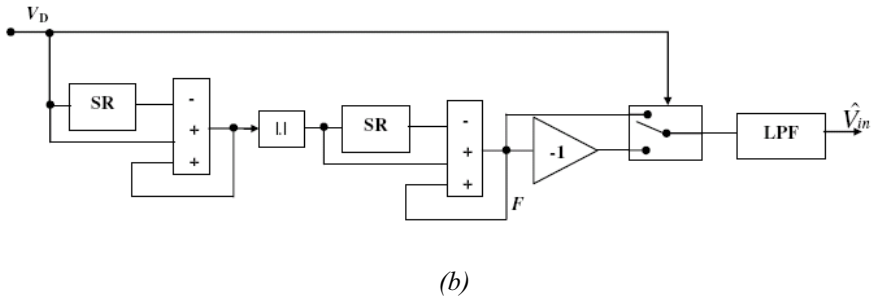 V_D
SR
-
+
+
|.|
SR
-
+
+
-1
F
LPF
V̂_in
(b)